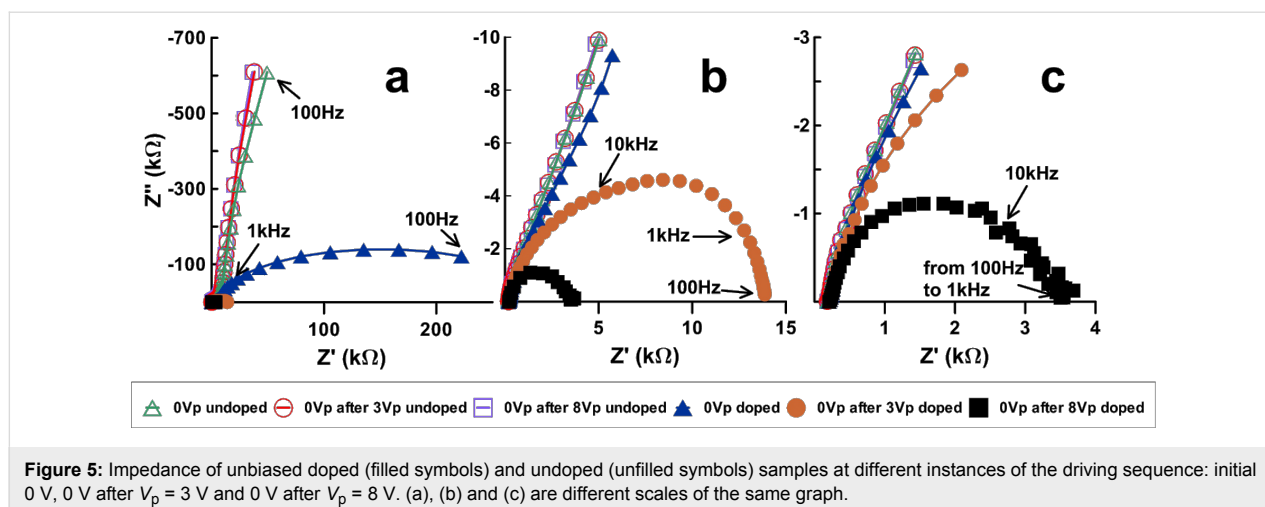 -700
-500
-300
-100
Z'' (kΩ)
a
100Hz
1kHz
100Hz
100
200
Z' (kΩ)
-10
-8
-6
-4
-2
b
10kHz
1kHz
100Hz
5
10
15
Z' (kΩ)
-3
-2
-1
c
10kHz
from 100Hz
to 1kHz
1
2
3
4
Z' (kΩ)
0Vp undoped 0Vp after 3Vp undoped 0Vp after 8Vp undoped 0Vp doped 0Vp after 3Vp doped 0Vp after 8Vp doped
Figure 5: Impedance of unbiased doped (filled symbols) and undoped (unfilled symbols) samples at different instances of the driving sequence: initial
0 V, 0 V after Vp = 3 V and 0 V after Vp = 8 V. (a), (b) and (c) are different scales of the same graph.